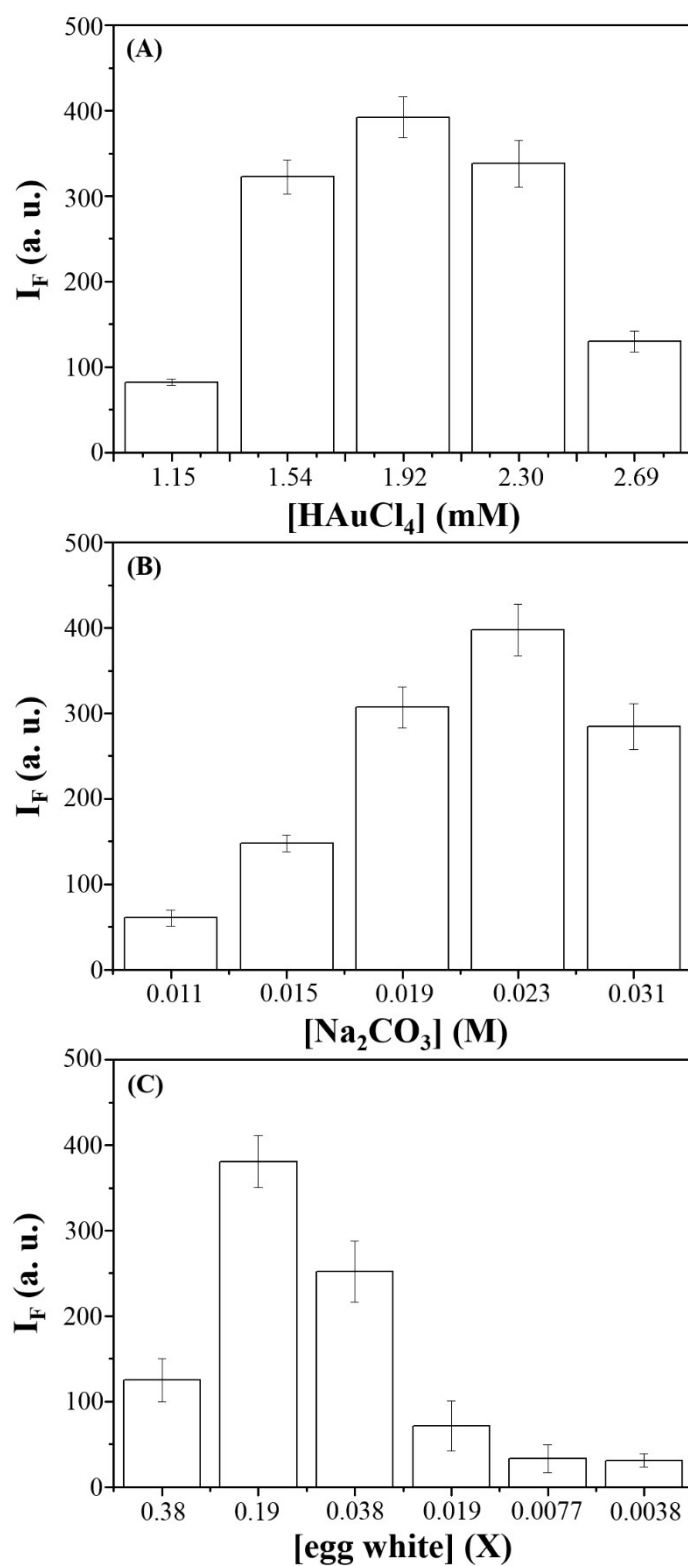 (A)
500
400
300
200
100
0
I_F (a. u.)
1.15 1.54 1.92 2.30 2.69
[HAuCl₄] (mM)
(B)
500
400
300
200
100
0
I_F (a. u.)
0.011 0.015 0.019 0.023 0.031
[Na₂CO₃] (M)
(C)
500
400
300
200
100
0
I_F (a. u.)
0.38 0.19 0.038 0.019 0.0077 0.0038
[egg white] (X)